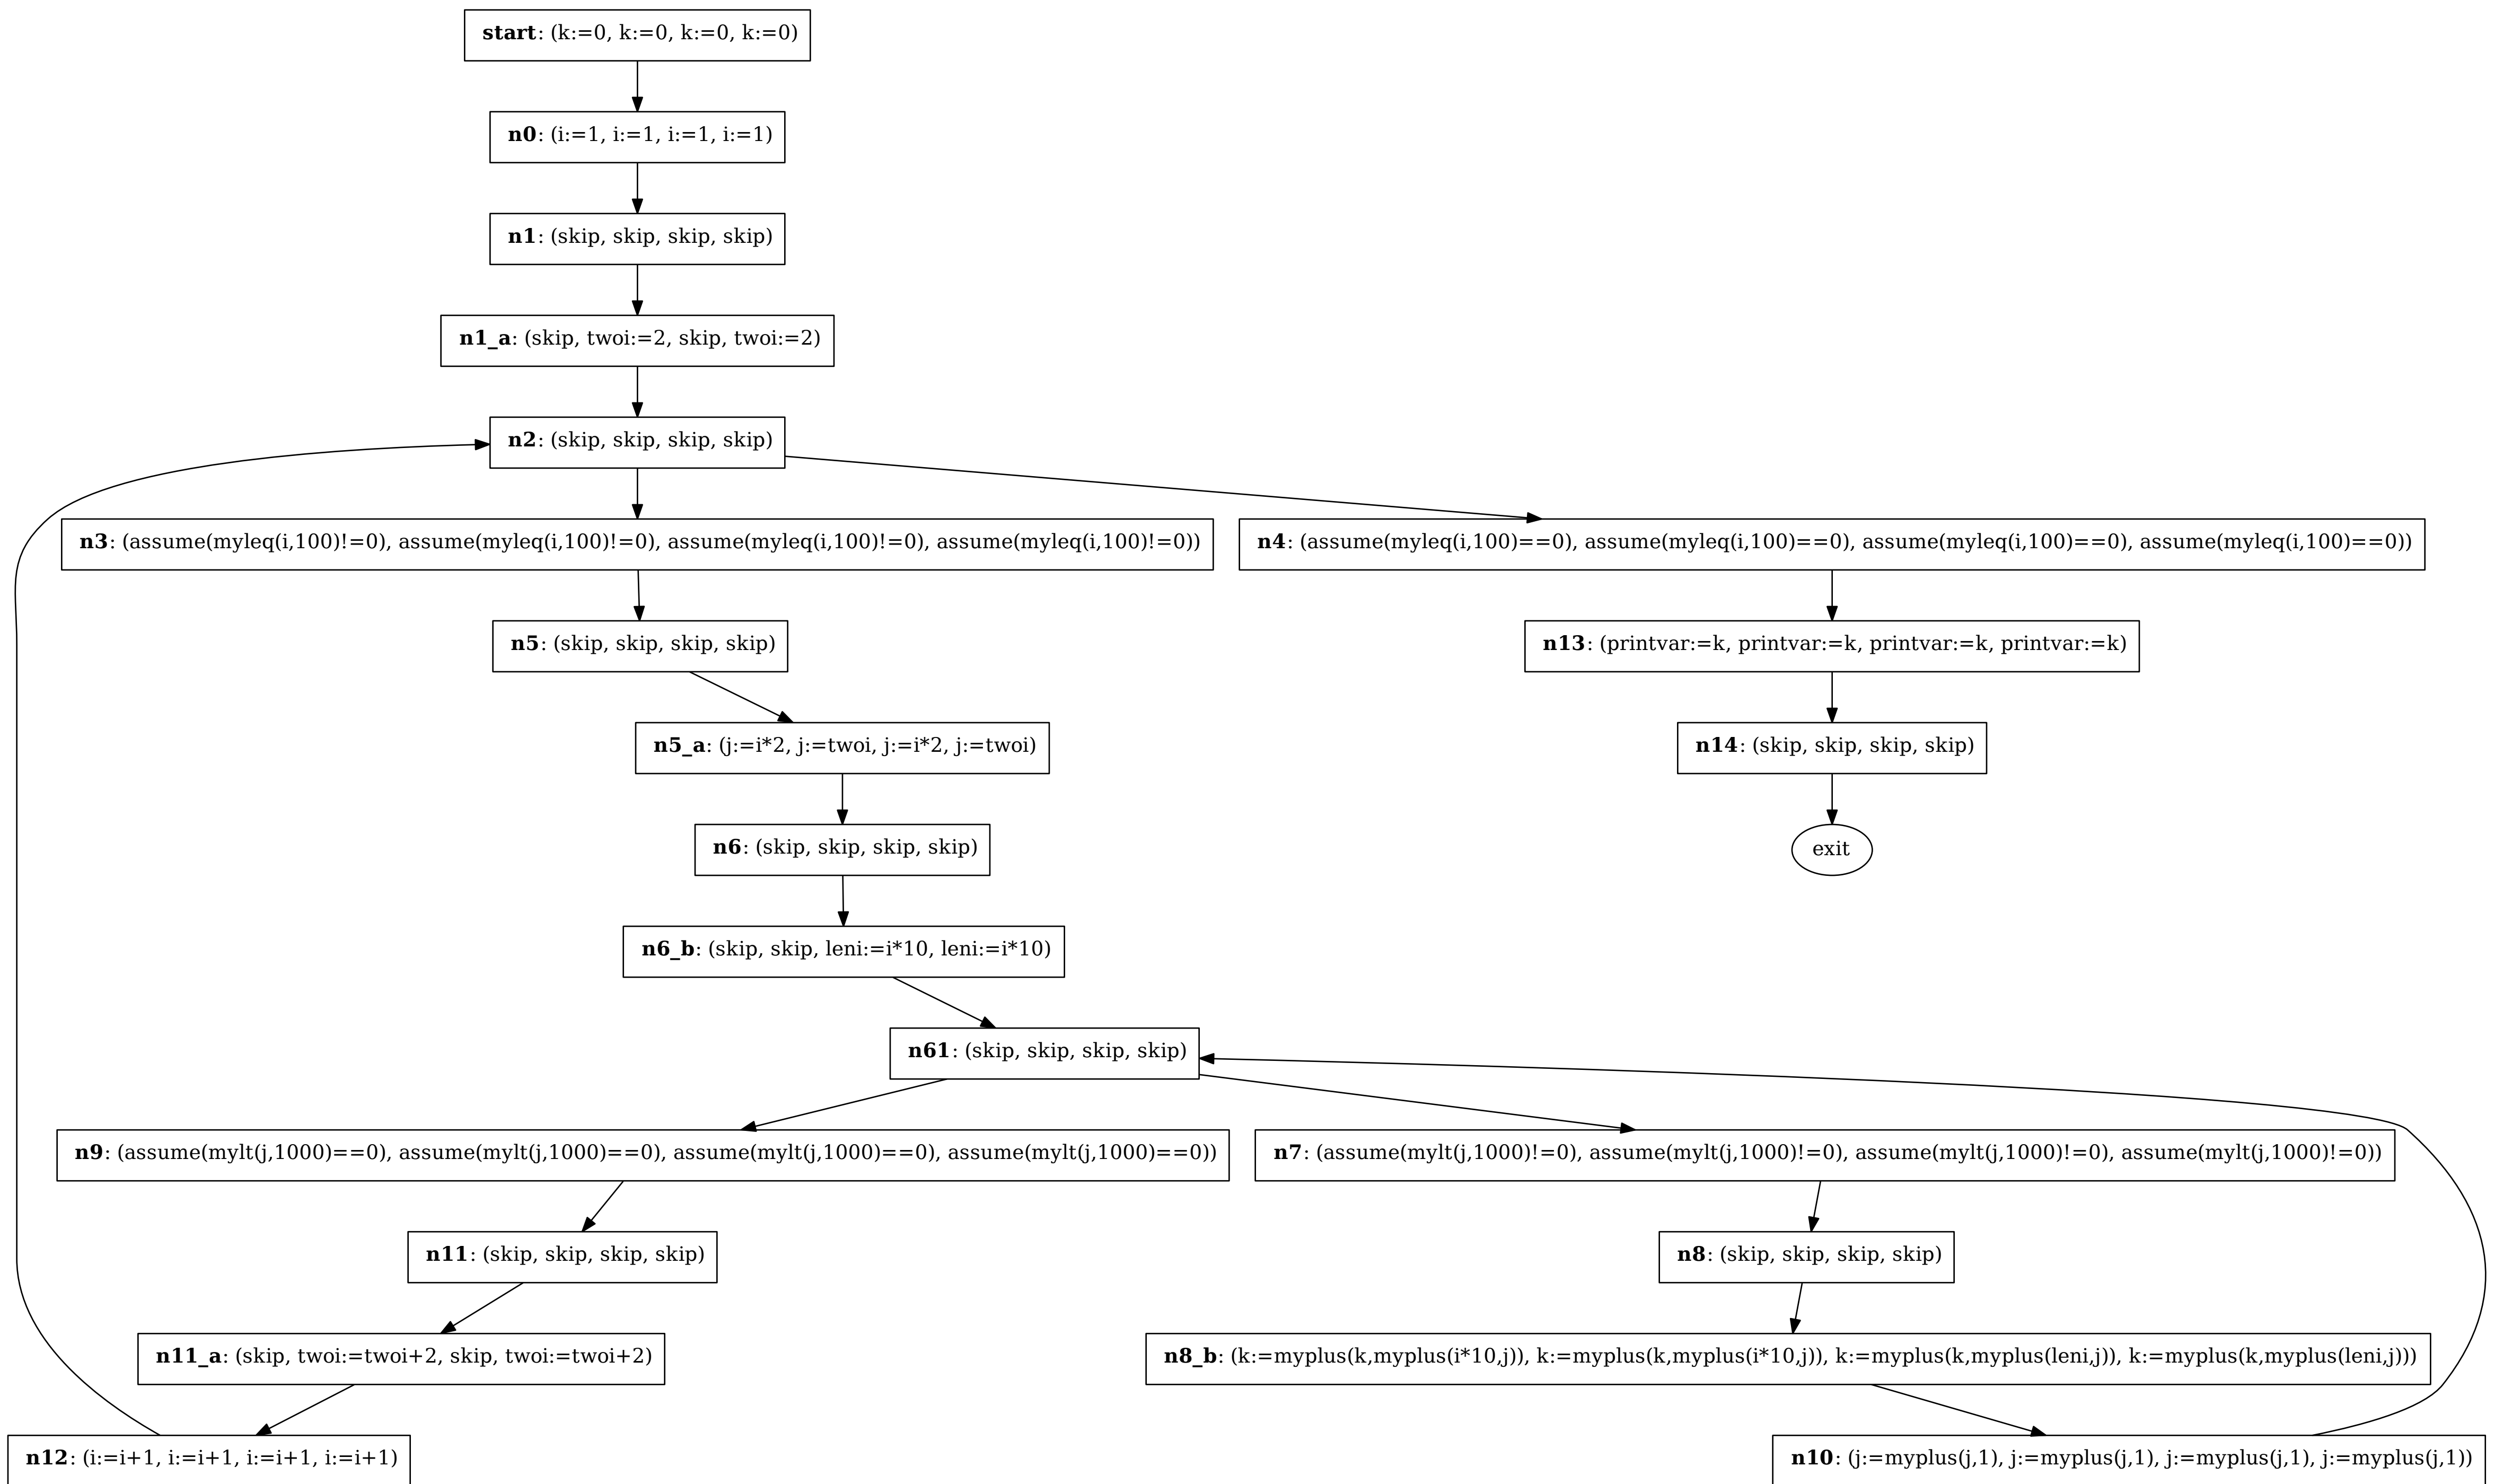 start: (k:=0, k:=0, k:=0, k:=0)
n0: (i:=1, i:=1, i:=1, i:=1)
n1: (skip, skip, skip, skip)
n1_a: (skip, twoi:=2, skip, twoi:=2)
n2: (skip, skip, skip, skip)
n3: (assume(myleq(i,100)!=0), assume(myleq(i,100)!=0), assume(myleq(i,100)!=0), assume(myleq(i,100)!=0))
n4: (assume(myleq(i,100)==0), assume(myleq(i,100)==0), assume(myleq(i,100)==0), assume(myleq(i,100)==0))
n5: (skip, skip, skip, skip)
n13: (printvar:=k, printvar:=k, printvar:=k, printvar:=k)
n5_a: (j:=i*2, j:=twoi, j:=i*2, j:=twoi)
n14: (skip, skip, skip, skip)
n6: (skip, skip, skip, skip)
exit
n6_b: (skip, skip, leni:=i*10, leni:=i*10)
n61: (skip, skip, skip, skip)
n9: (assume(mylt(j,1000)==0), assume(mylt(j,1000)==0), assume(mylt(j,1000)==0), assume(mylt(j,1000)==0))
n7: (assume(mylt(j,1000)!=0), assume(mylt(j,1000)!=0), assume(mylt(j,1000)!=0), assume(mylt(j,1000)!=0))
n11: (skip, skip, skip, skip)
n8: (skip, skip, skip, skip)
n11_a: (skip, twoi:=twoi+2, skip, twoi:=twoi+2)
n8_b: (k:=myplus(k,myplus(i*10,j)), k:=myplus(k,myplus(i*10,j)), k:=myplus(k,myplus(leni,j)), k:=myplus(k,myplus(leni,j)))
n12: (i:=i+1, i:=i+1, i:=i+1, i:=i+1)
n10: (j:=myplus(j,1), j:=myplus(j,1), j:=myplus(j,1), j:=myplus(j,1))